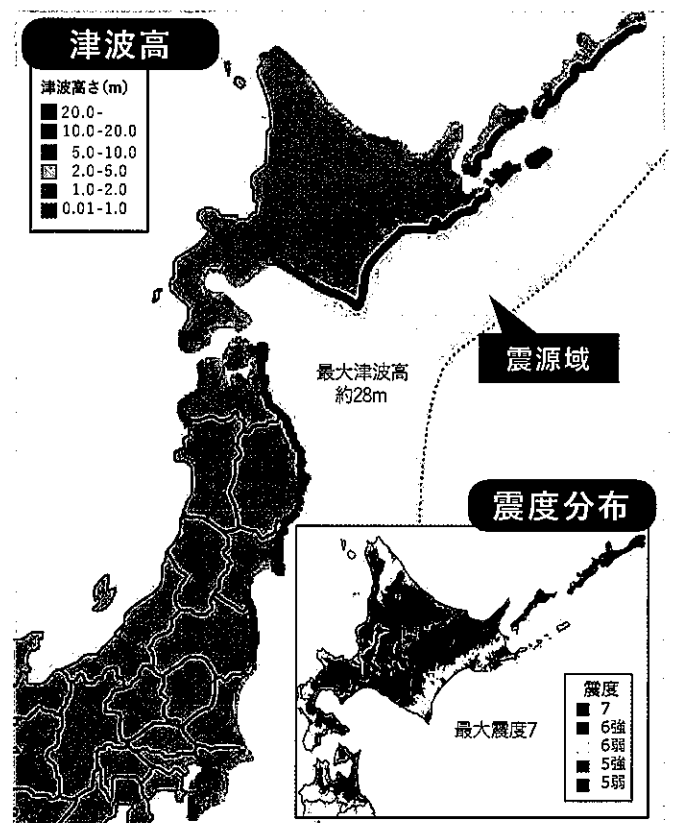 津波高
津波高さ(m)
20.0-
10.0-20.0
5.0-10.0
2.0-5.0
1.0-2.0
0.01-1.0
震源域
最大津波高
約28m
震度分布
最大震度7
震度
7
6強
6弱
5強
5弱